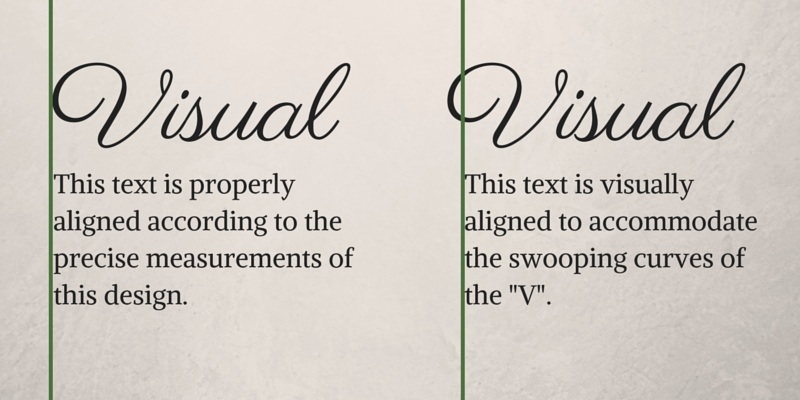 Visual
This text is properly
aligned according to the
precise measurements of
this design.
Visual
This text is visually
aligned to accommodate
the swooping curves of
the "V".